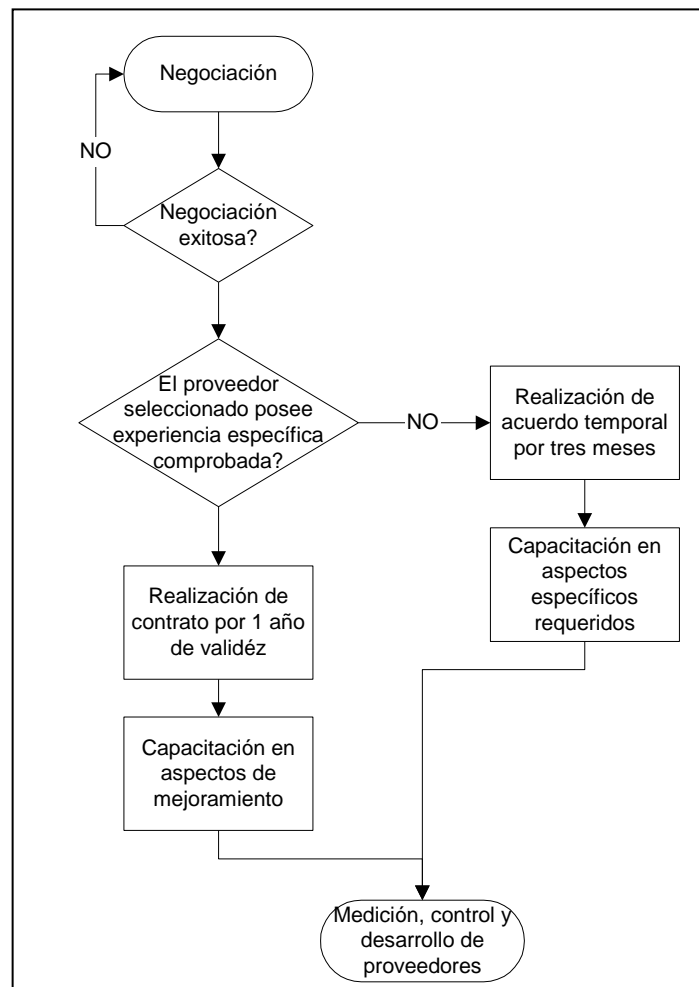 Negociación
NO
Negociación
exitosa?
El proveedor
seleccionado posee
experiencia específica
comprobada?
NO
Realización de
acuerdo temporal
por tres meses
Capacitación en
aspectos
específicos
requeridos
Realización de
contrato por 1 año
de validéz
Capacitación en
aspectos de
mejoramiento
Medición, control y
desarrollo de
proveedores